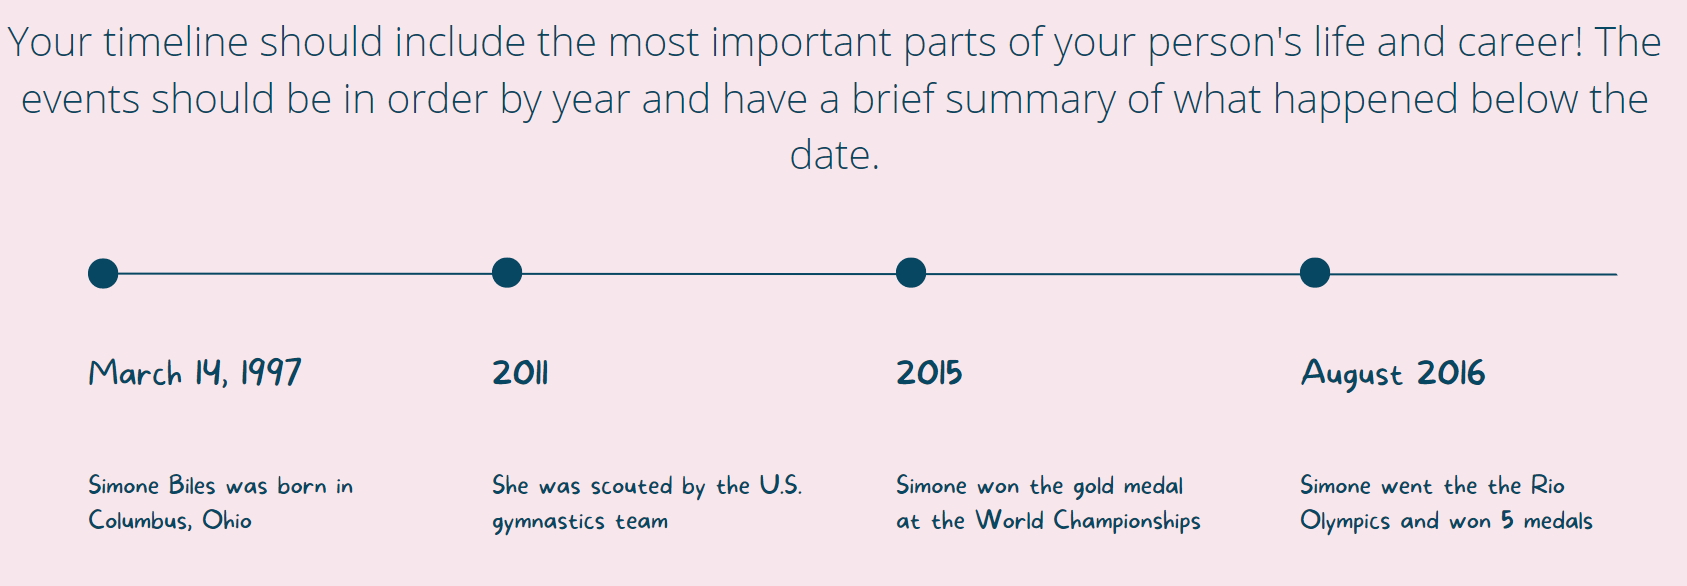 Your timeline should include the most important parts of your person's life and career! The
events should be in order by year and have a brief summary of what happened below the
date.
March 14, 1997
2011
2015
August 2016
Simone Biles was born in
Columbus, Ohio
She was scouted by the U.S.
gymnastics team
Simone won the gold medal
at the World Championships
Simone went the the Rio
Olympics and won 5 medals